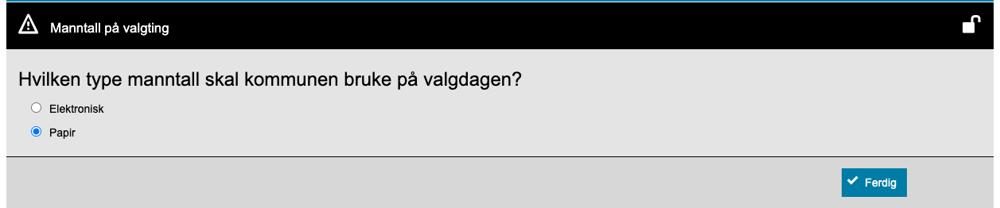 Manntall på valgting
Hvilken type manntall skal kommunen bruke på valgdagen?
Elektronisk
Papir
Ferdig